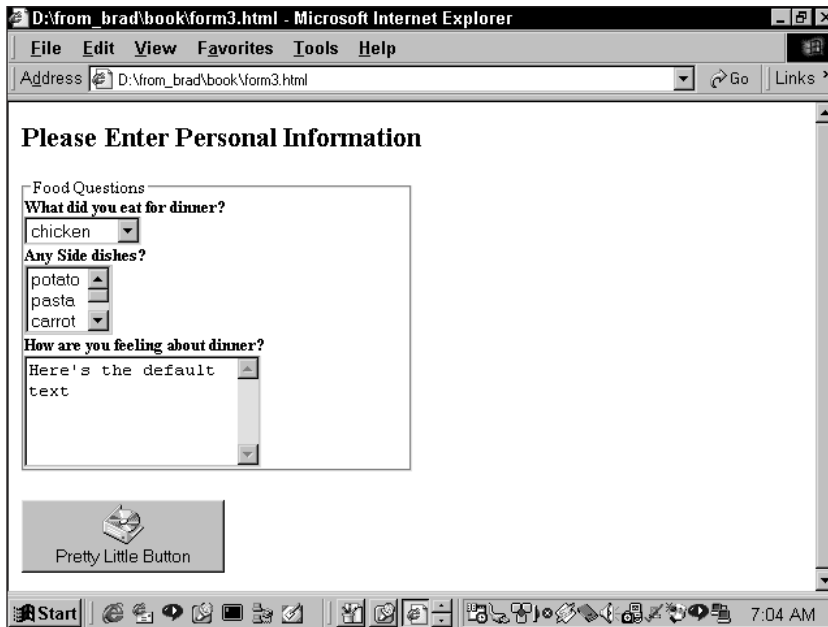 D:\from_brad\book\form3.html - Microsoft Internet Explorer
File Edit View Favorites Tools Help
Address D:\from_brad\book\form3.html Go Links
Please Enter Personal Information
Food Questions
What did you eat for dinner?
chicken
Any Side dishes?
potato
pasta
carrot
How are you feeling about dinner?
Here's the default
text
Pretty Little Button
Start 7:04 AM